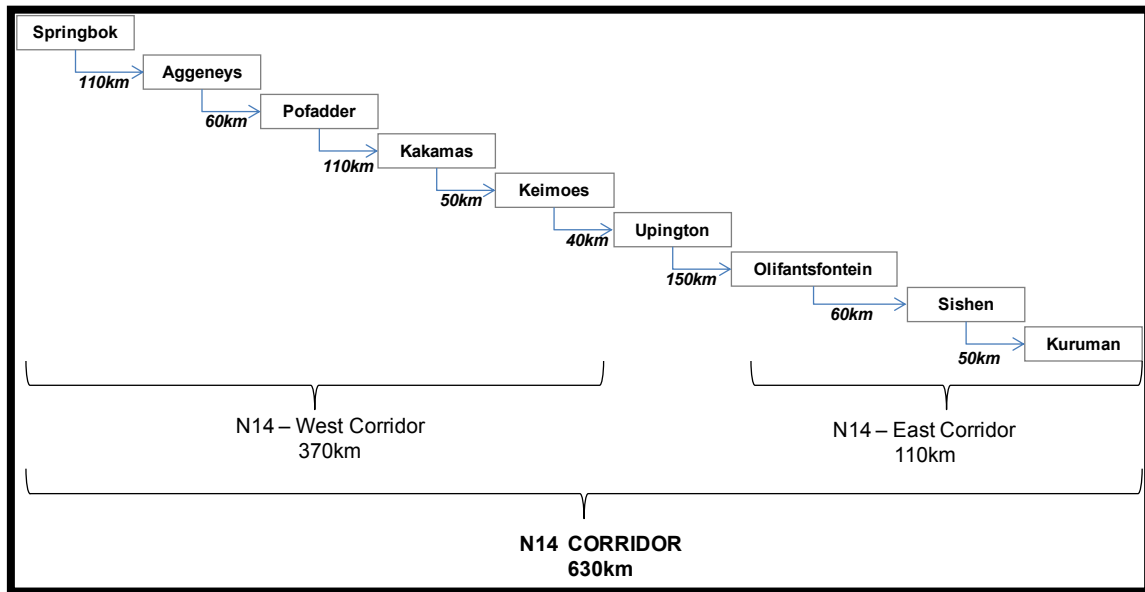 Springbok
110km
Aggeneys
60km
Pofadder
110km
Kakamas
50km
Keimoes
40km
Upington
150km
Olifantsfontein
60km
Sishen
50km
Kuruman
N14 – West Corridor
370km
N14 – East Corridor
110km
N14 CORRIDOR
630km